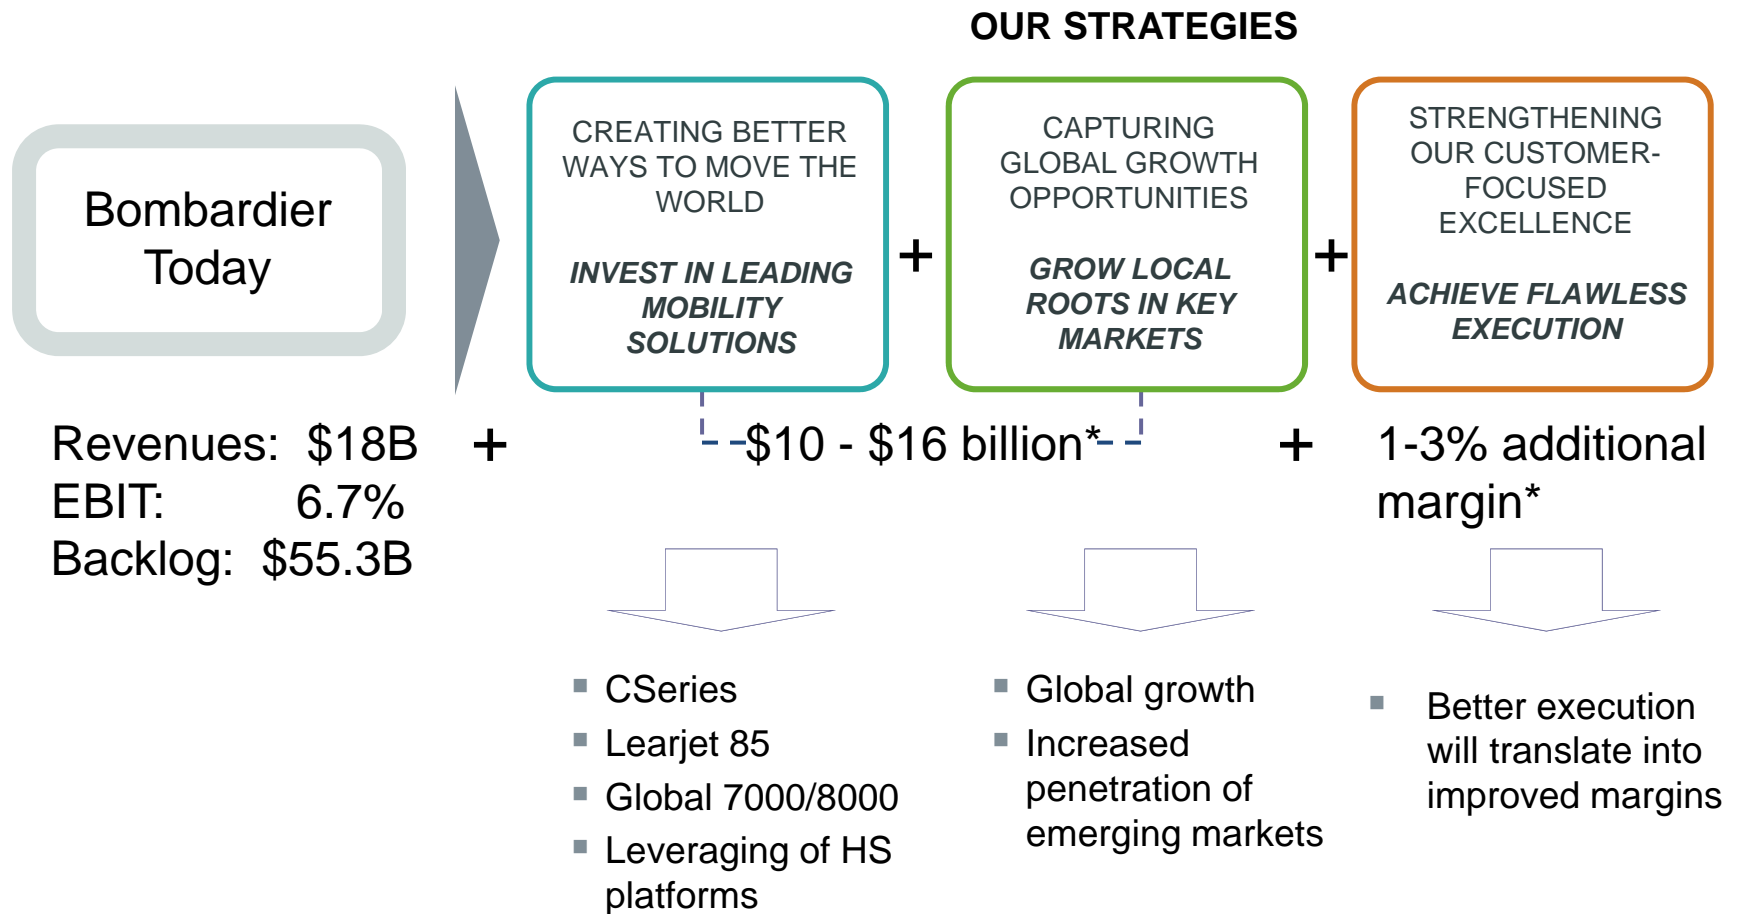 OUR STRATEGIES
Bombardier
Today
CREATING BETTER
WAYS TO MOVE THE
WORLD
INVEST IN LEADING
MOBILITY
SOLUTIONS
+
CAPTURING
GLOBAL GROWTH
OPPORTUNITIES
GROW LOCAL
ROOTS IN KEY
MARKETS
+
STRENGTHENING
OUR CUSTOMER-
FOCUSED
EXCELLENCE
ACHIEVE FLAWLESS
EXECUTION
Revenues: $18B
EBIT: 6.7%
Backlog: $55.3B
+
$10 - $16 billion*
+
1-3% additional
margin*
CSeries
Learjet 85
Global 7000/8000
Leveraging of HS
platforms
Global growth
Increased
penetration of
emerging markets
Better execution
will translate into
improved margins